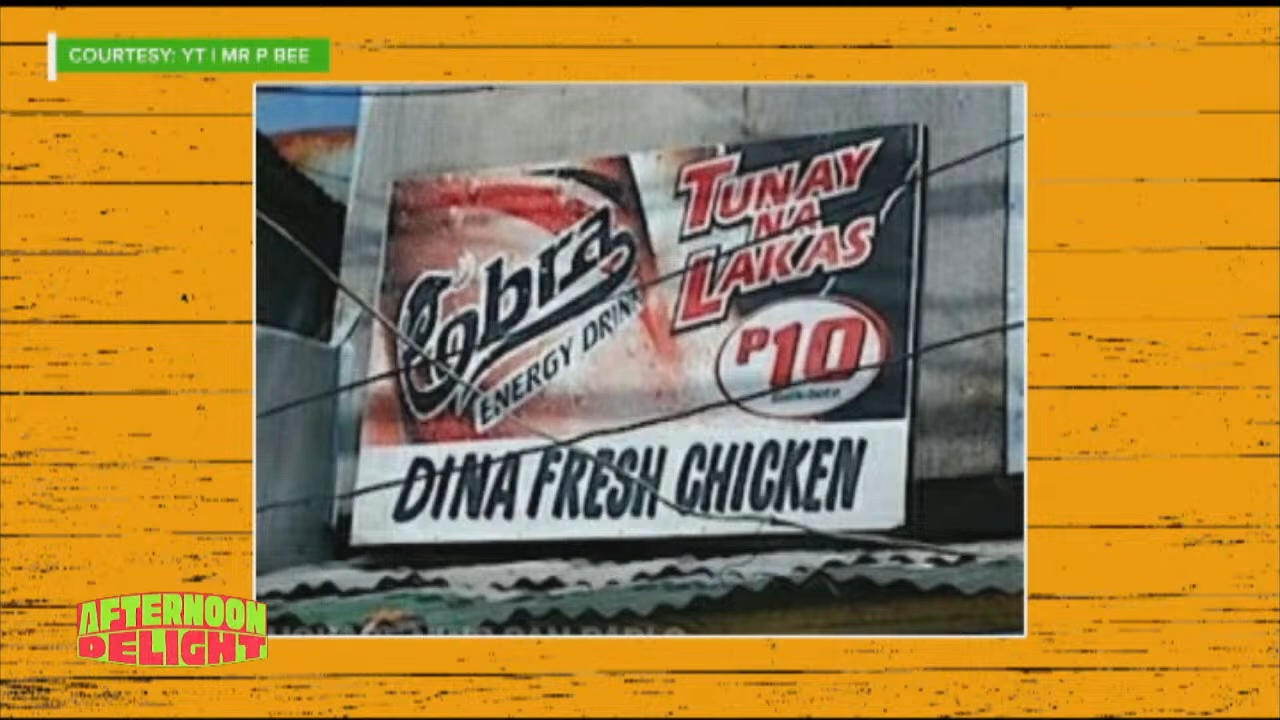 COURTESY: YT | MR P BEE
Cobra
ENERGY DRINK
TUNAY
NA
LAKAS
P10
DINA FRESH CHICKEN
AFTERNOON
DELIGHT